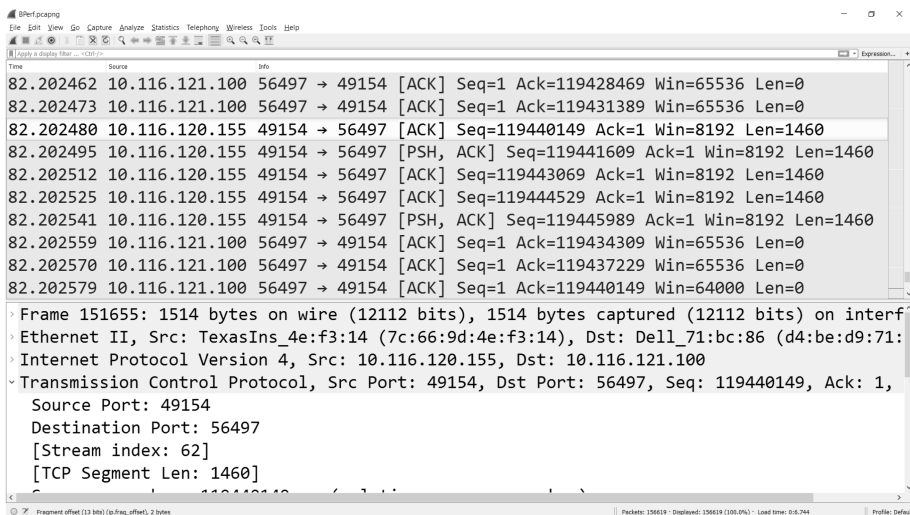 BPerf.pcapng
File Edit View Go Capture Analyze Statistics Telephony Wireless Tools Help
Apply a display filter ... <Ctrl-/>
Expression... +
Time Source Info
82.202462 10.116.121.100 56497 → 49154 [ACK] Seq=1 Ack=119428469 Win=65536 Len=0
82.202473 10.116.121.100 56497 → 49154 [ACK] Seq=1 Ack=119431389 Win=65536 Len=0
82.202480 10.116.120.155 49154 → 56497 [ACK] Seq=119440149 Ack=1 Win=8192 Len=1460
82.202495 10.116.120.155 49154 → 56497 [PSH, ACK] Seq=119441609 Ack=1 Win=8192 Len=1460
82.202512 10.116.120.155 49154 → 56497 [ACK] Seq=119443069 Ack=1 Win=8192 Len=1460
82.202525 10.116.120.155 49154 → 56497 [ACK] Seq=119444529 Ack=1 Win=8192 Len=1460
82.202541 10.116.120.155 49154 → 56497 [PSH, ACK] Seq=119445989 Ack=1 Win=8192 Len=1460
82.202559 10.116.121.100 56497 → 49154 [ACK] Seq=1 Ack=119434309 Win=65536 Len=0
82.202570 10.116.121.100 56497 → 49154 [ACK] Seq=1 Ack=119437229 Win=65536 Len=0
82.202579 10.116.121.100 56497 → 49154 [ACK] Seq=1 Ack=119440149 Win=64000 Len=0
Frame 151655: 1514 bytes on wire (12112 bits), 1514 bytes captured (12112 bits) on interf
Ethernet II, Src: TexasIns_4e:f3:14 (7c:66:9d:4e:f3:14), Dst: Dell_71:bc:86 (d4:be:d9:71:
Internet Protocol Version 4, Src: 10.116.120.155, Dst: 10.116.121.100
Transmission Control Protocol, Src Port: 49154, Dst Port: 56497, Seq: 119440149, Ack: 1,
Source Port: 49154
Destination Port: 56497
[Stream index: 62]
[TCP Segment Len: 1460]
Fragment offset (13 bits) (ip.frag_offset), 2 bytes
Packets: 156619 · Displayed: 156619 (100.0%) · Load time: 0:6.744
Profile: Defau